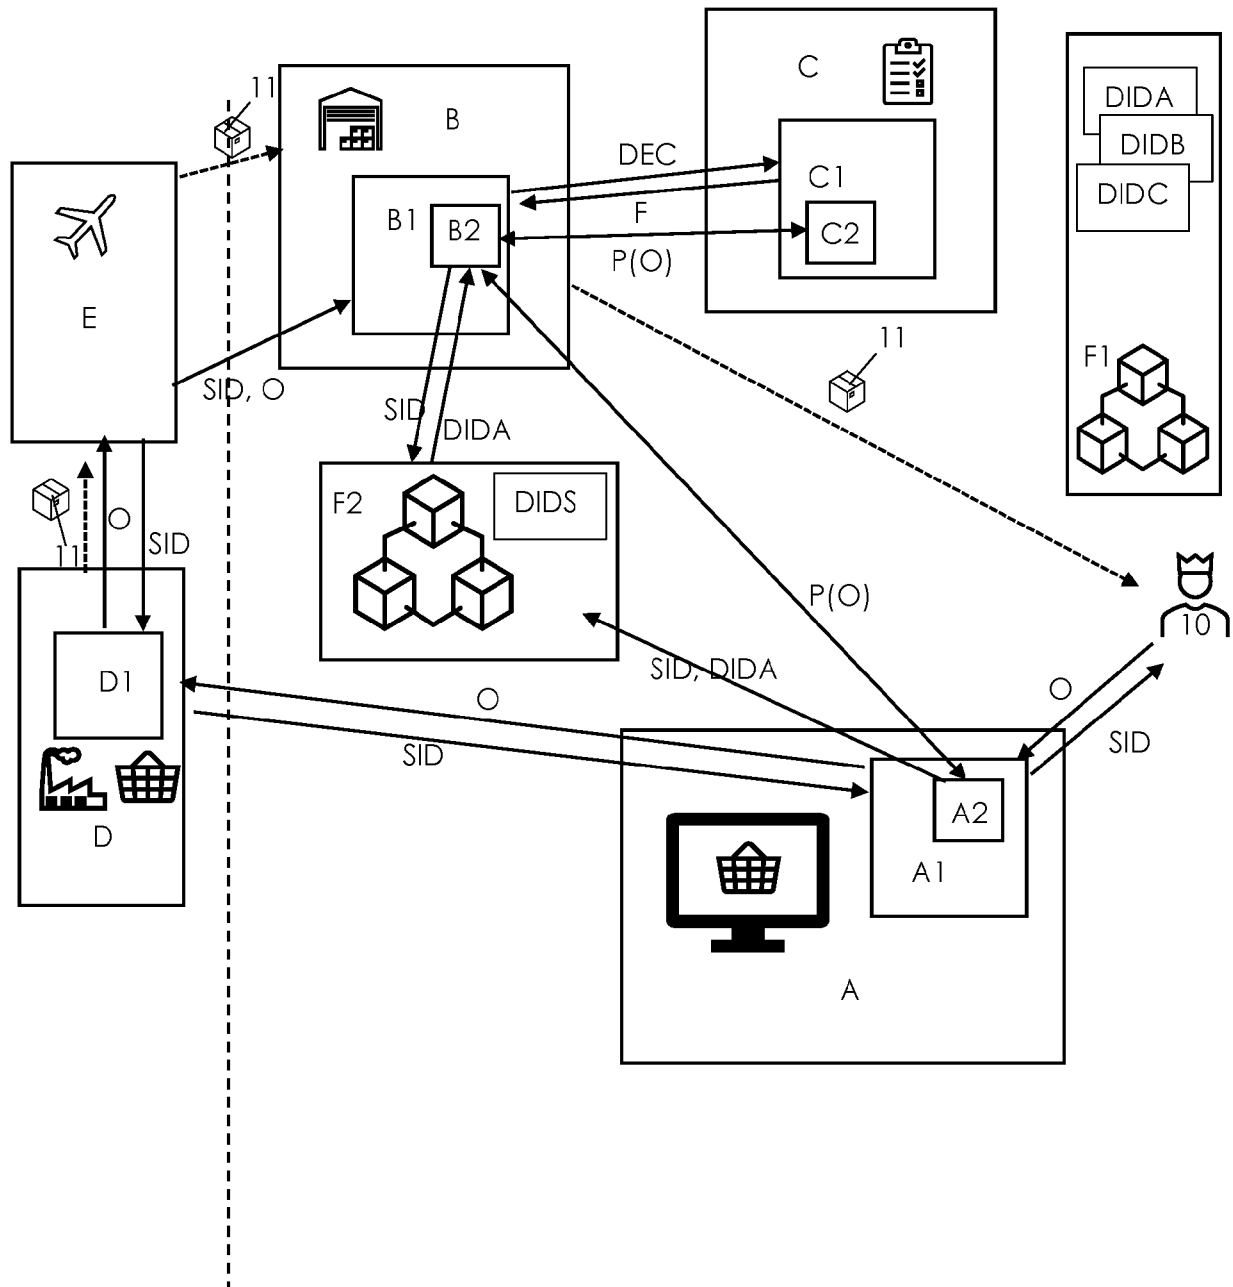 C
DIDA
11
B
DIDB
DEC
C1
DIDC
B1
F
B2
C2
P(O)
E
11
F1
SID, O
SID
DIDA
F2
DIDS
O
SID
11
P(O)
10
SID, DIDA
D1
O
O
SID
SID
A2
D
A1
A